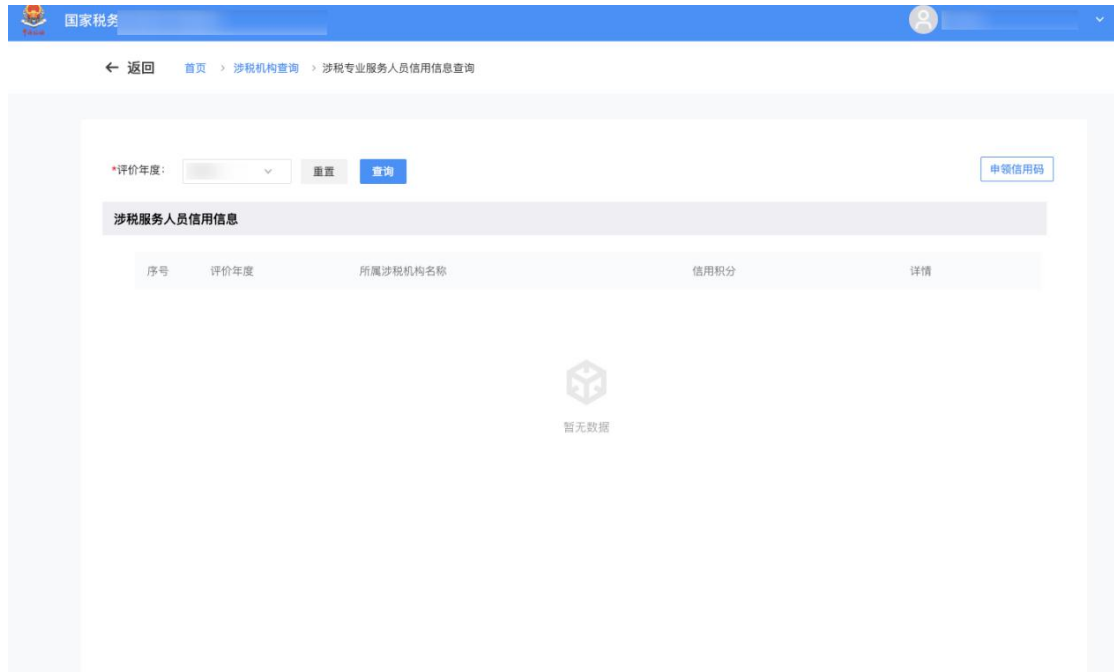 国家税务
← 返回 首页 > 涉税机构查询 > 涉税专业服务人员信用信息查询
*评价年度: 重置 查询 申领信用码
涉税服务人员信用信息
序号 评价年度 所属涉税机构名称 信用积分 详情
暂无数据